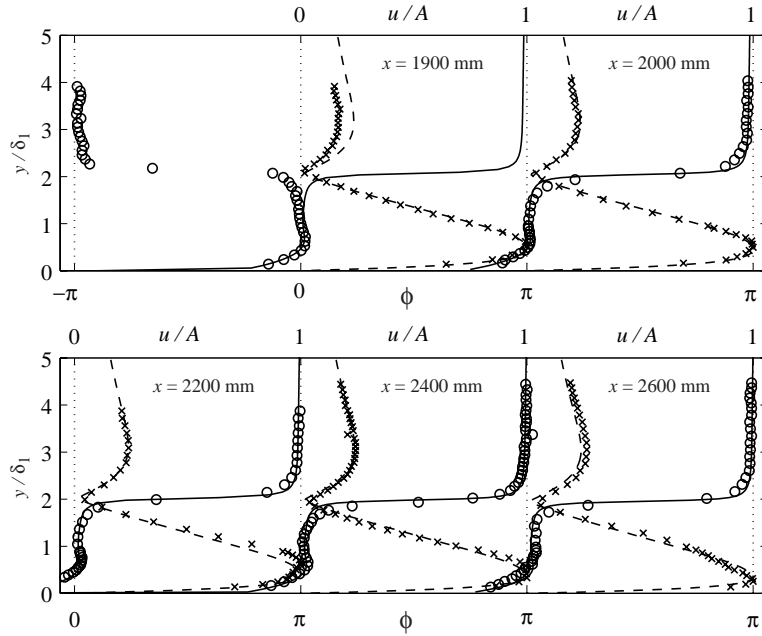 0 u/A 1 u/A 1
5
4
3
2
1
0
y/δ₁
x = 1900 mm
x = 2000 mm
−π 0 ϕ π π
0 u/A 1 u/A 1
5
4
3
2
1
0
y/δ₁
x = 2200 mm
x = 2400 mm
x = 2600 mm
0 π ϕ π π